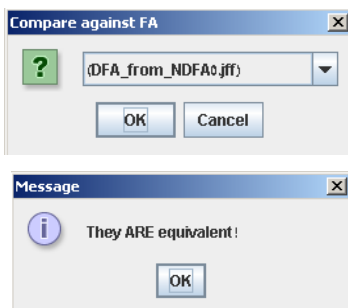 Compare against FA
(DFA_from_NDFA0.jff)
OK Cancel
Message
They ARE equivalent!
OK